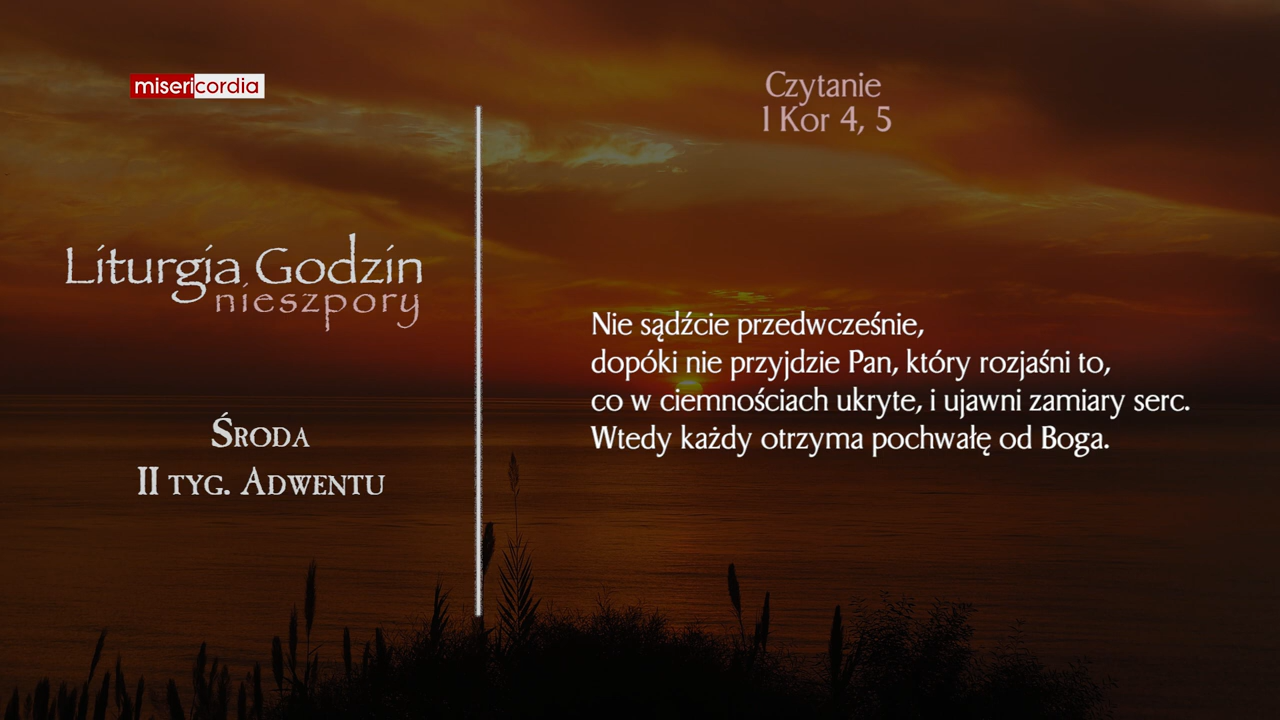 misericordia
Liturgia Godzin
nieszpory
Środa
II tyg. Adwentu
Czytanie
1 Kor 4, 5
Nie sądźcie przedwcześnie,
dopóki nie przyjdzie Pan, który rozjaśni to,
co w ciemnościach ukryte, i ujawni zamiary serc.
Wtedy każdy otrzyma pochwałę od Boga.